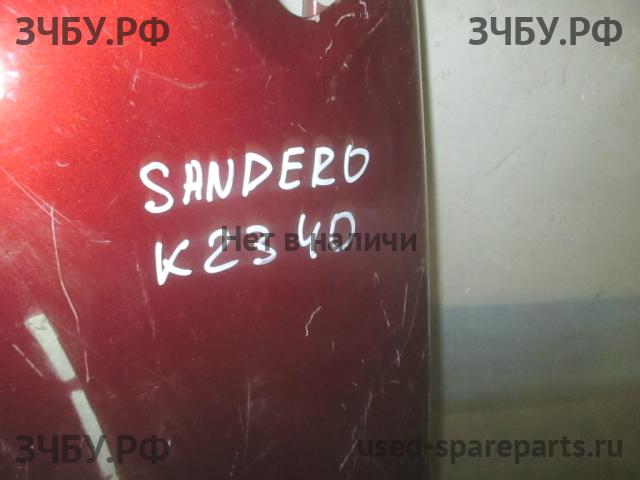 ЗЧБУ.РФ ЗЧБУ.РФ
SANDERO
K2340
Нет в наличи
ЗЧБУ.РФ used-spareparts.ru